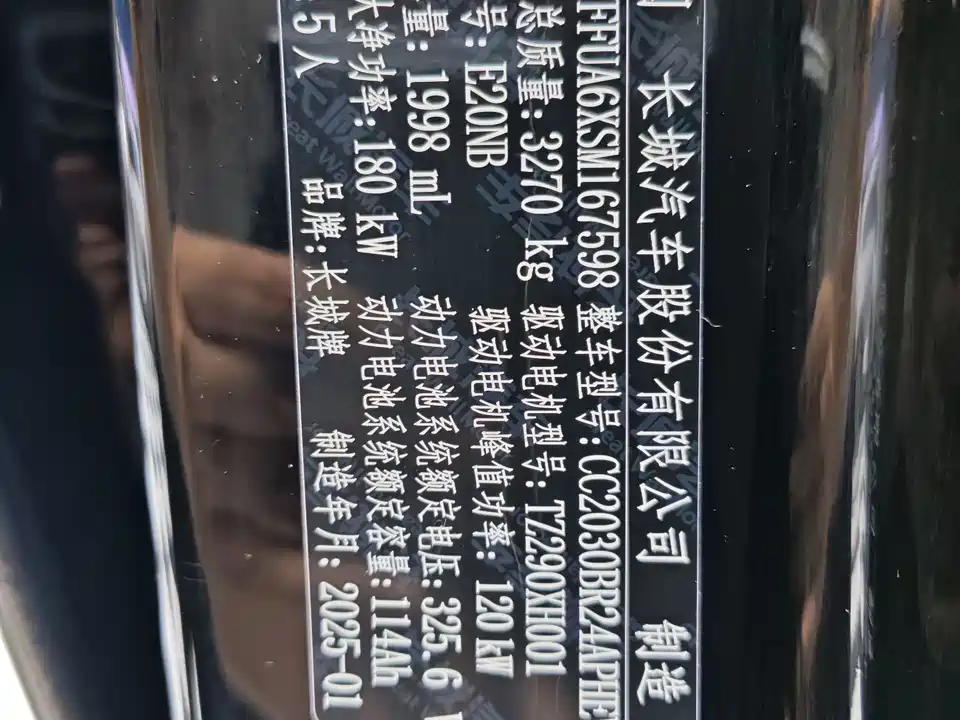 长城汽车股份有限公司 制造
FUA6XSM167598 整车型号:CC2030BR24APHE
总质量:3270 kg 驱动电机型号:TZ290XH001
号:E20NB 驱动电机峰值功率:120 kW
量:1998 ml 动力电池系统额定电压:325.6
大净功率:180 kW 动力电池系统额定容量:114Ah
:5人 品牌:长城牌 制造年月:2025-01